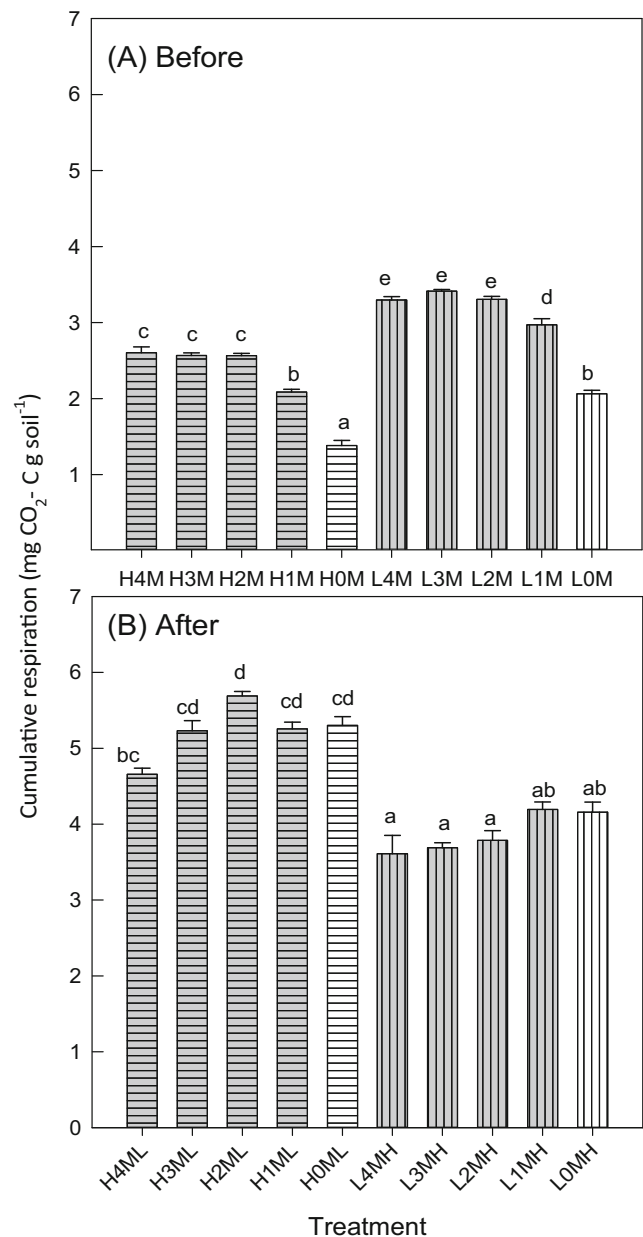 7
(A) Before
6
5
4
e e e
3
d
c c c
2
b b
a
1
H4M H3M H2M H1M H0M L4M L3M L2M L1M L0M
7
(B) After
6
d
cd cd cd
5
bc
ab ab
4
a a a
3
2
1
0
H4ML H3ML H2ML H1ML H0ML L4MH L3MH L2MH L1MH L0MH
Treatment
Cumulative respiration (mg CO₂- C g soil⁻¹)